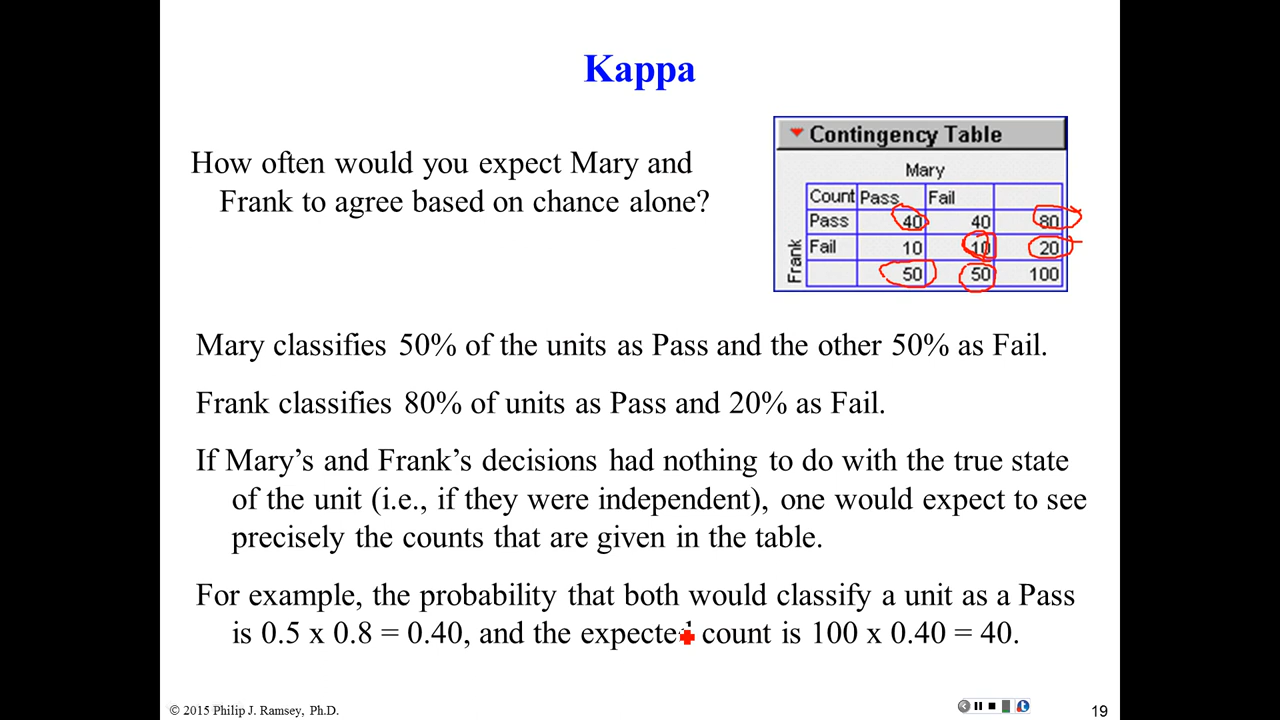 Kappa
How often would you expect Mary and
Frank to agree based on chance alone?
Contingency Table
Mary
Count Pass Fail
Pass 40 40 80
Fail 10 10 20
50 50 100
Frank
Mary classifies 50% of the units as Pass and the other 50% as Fail.
Frank classifies 80% of units as Pass and 20% as Fail.
If Mary’s and Frank’s decisions had nothing to do with the true state
of the unit (i.e., if they were independent), one would expect to see
precisely the counts that are given in the table.
For example, the probability that both would classify a unit as a Pass
is 0.5 x 0.8 = 0.40, and the expected count is 100 x 0.40 = 40.
© 2015 Philip J. Ramsey, Ph.D.
19